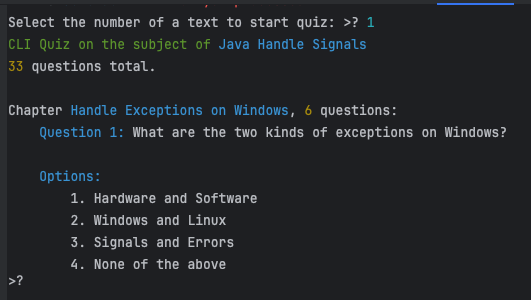 Select the number of a text to start quiz: >? 1
CLI Quiz on the subject of Java Handle Signals
33 questions total.
Chapter Handle Exceptions on Windows, 6 questions:
Question 1: What are the two kinds of exceptions on Windows?
Options:
1. Hardware and Software
2. Windows and Linux
3. Signals and Errors
4. None of the above
>?